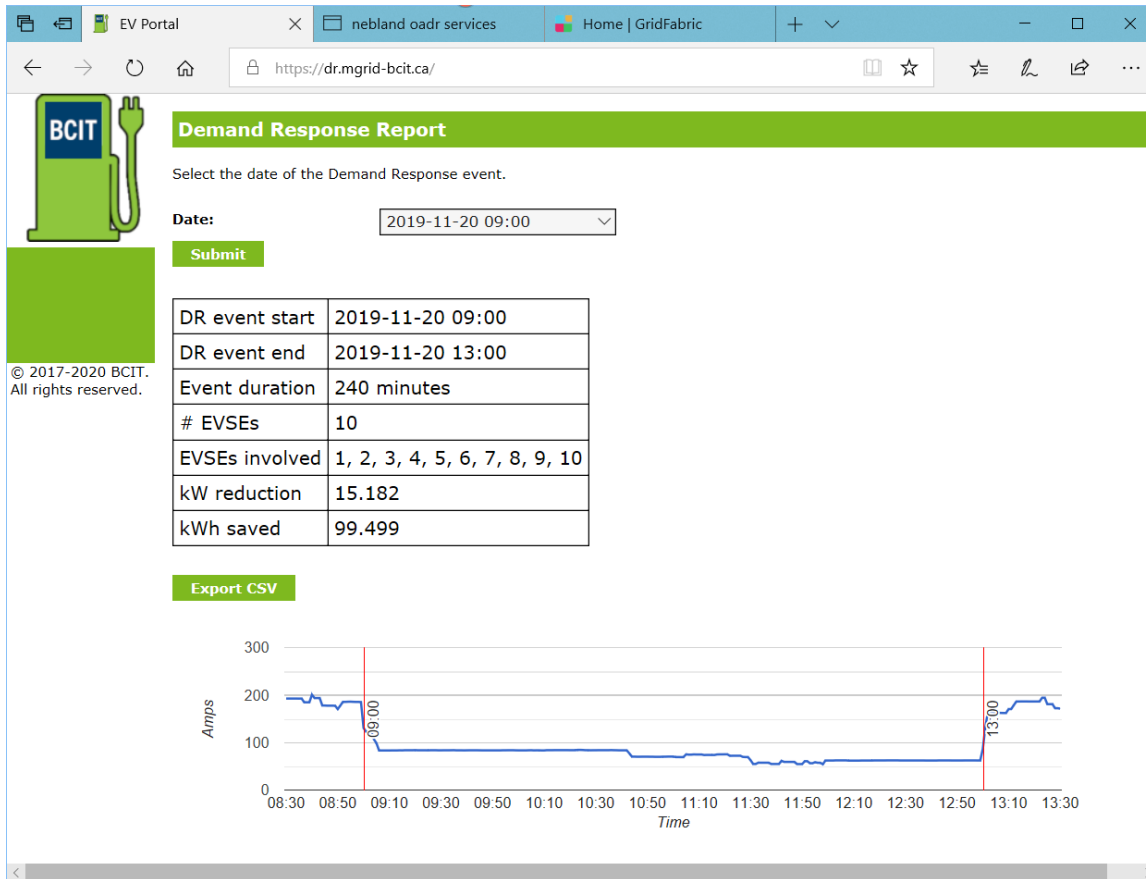 EV Portal
nebland oadr services
Home | GridFabric
https://dr.mgrid-bcit.ca/
BCIT
Demand Response Report
Select the date of the Demand Response event.
Date:
2019-11-20 09:00
Submit
DR event start 2019-11-20 09:00
DR event end 2019-11-20 13:00
Event duration 240 minutes
# EVSEs 10
EVSEs involved 1, 2, 3, 4, 5, 6, 7, 8, 9, 10
kW reduction 15.182
kWh saved 99.499
© 2017-2020 BCIT.
All rights reserved.
Export CSV
300
200
100
0
Amps
09:00
13:00
08:30 08:50 09:10 09:30 09:50 10:10 10:30 10:50 11:10 11:30 11:50 12:10 12:30 12:50 13:10 13:30
Time